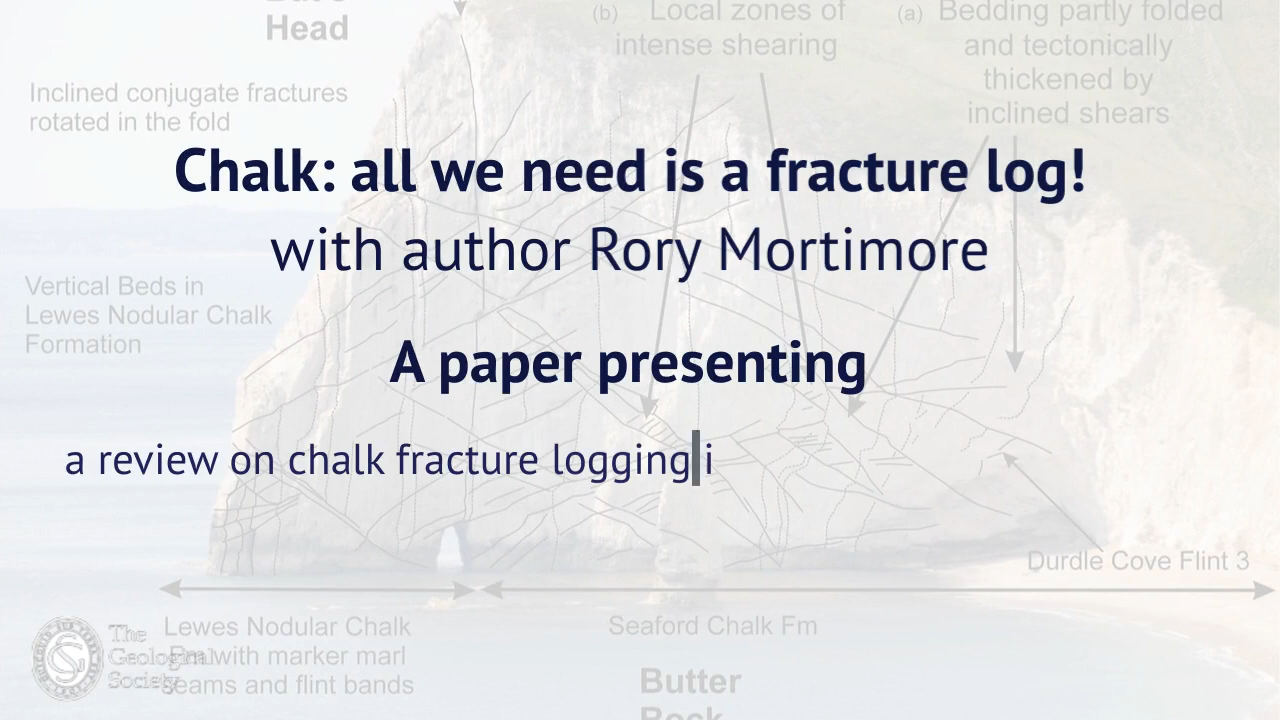 Bat's
Head
(b) Local zones of
intense shearing
(a) Bedding partly folded
and tectonically
thickened by
inclined shears
Inclined conjugate fractures
rotated in the fold
Chalk: all we need is a fracture log!
with author Rory Mortimore
Vertical Beds in
Lewes Nodular Chalk
Formation
A paper presenting
a review on chalk fracture logging i
Durdle Cove Flint 3
Lewes Nodular Chalk
Fm with marker marl
seams and flint bands
Seaford Chalk Fm
The
Geological
Society
Butter
Rock